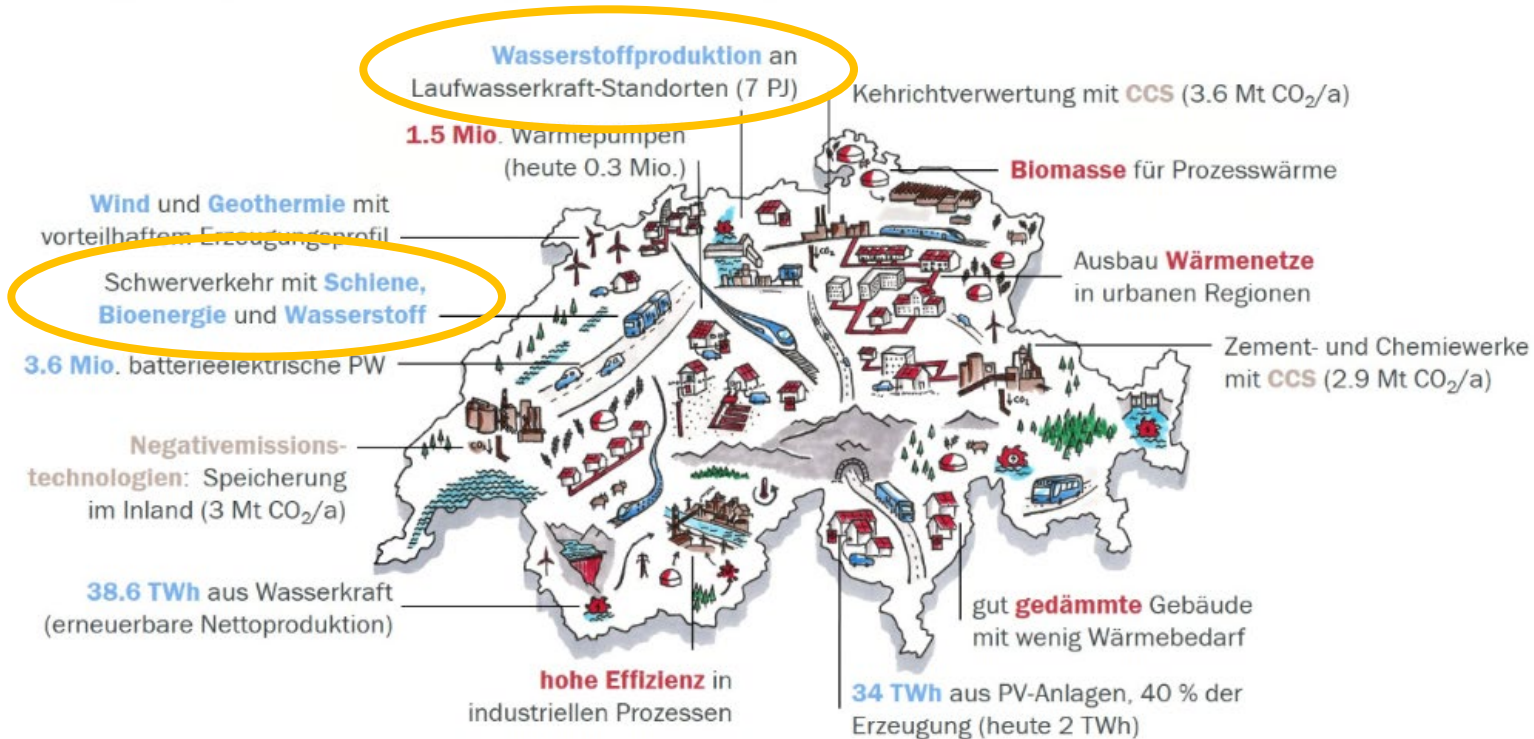 Wasserstoffproduktion an
Laufwasserkraft-Standorten (7 PJ)
Kehrichtverwertung mit CCS (3.6 Mt CO₂/a)
1.5 Mio. Wärmepumpen
(heute 0.3 Mio.)
Biomasse für Prozesswärme
Wind und Geothermie mit
vorteilhaftem Erzeugungsprofil
Schwerverkehr mit Schiene,
Bioenergie und Wasserstoff
Ausbau Wärmenetze
in urbanen Regionen
3.6 Mio. batterieelektrische PW
Zement- und Chemiewerke
mit CCS (2.9 Mt CO₂/a)
Negativemissions-
technologien: Speicherung
im Inland (3 Mt CO₂/a)
38.6 TWh aus Wasserkraft
(erneuerbare Nettoproduktion)
gut gedämmte Gebäude
mit wenig Wärmebedarf
hohe Effizienz in
industriellen Prozessen
34 TWh aus PV-Anlagen, 40 % der
Erzeugung (heute 2 TWh)
CO₂
CO₂
CO₂